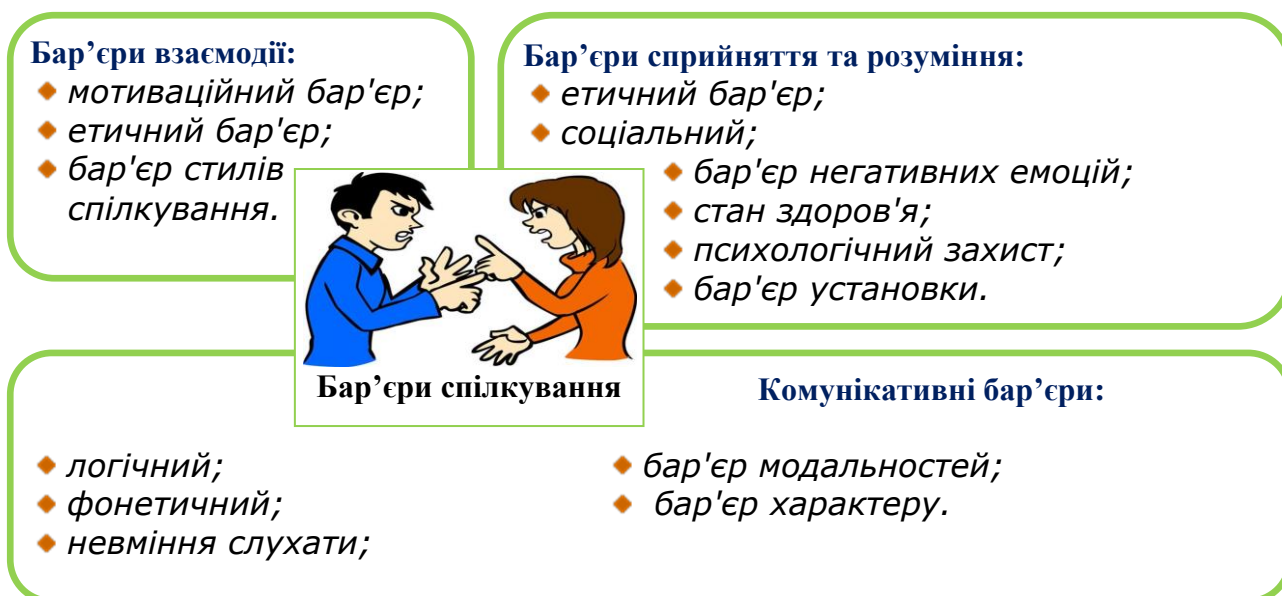 Бар’єри взаємодії:
мотиваційний бар'єр;
етичний бар'єр;
бар'єр стилів
спілкування.
Бар’єри сприйняття та розуміння:
етичний бар'єр;
соціальний;
бар'єр негативних емоцій;
стан здоров'я;
психологічний захист;
бар'єр установки.
Бар’єри спілкування
Комунікативні бар’єри:
логічний;
фонетичний;
невміння слухати;
бар'єр модальностей;
бар'єр характеру.